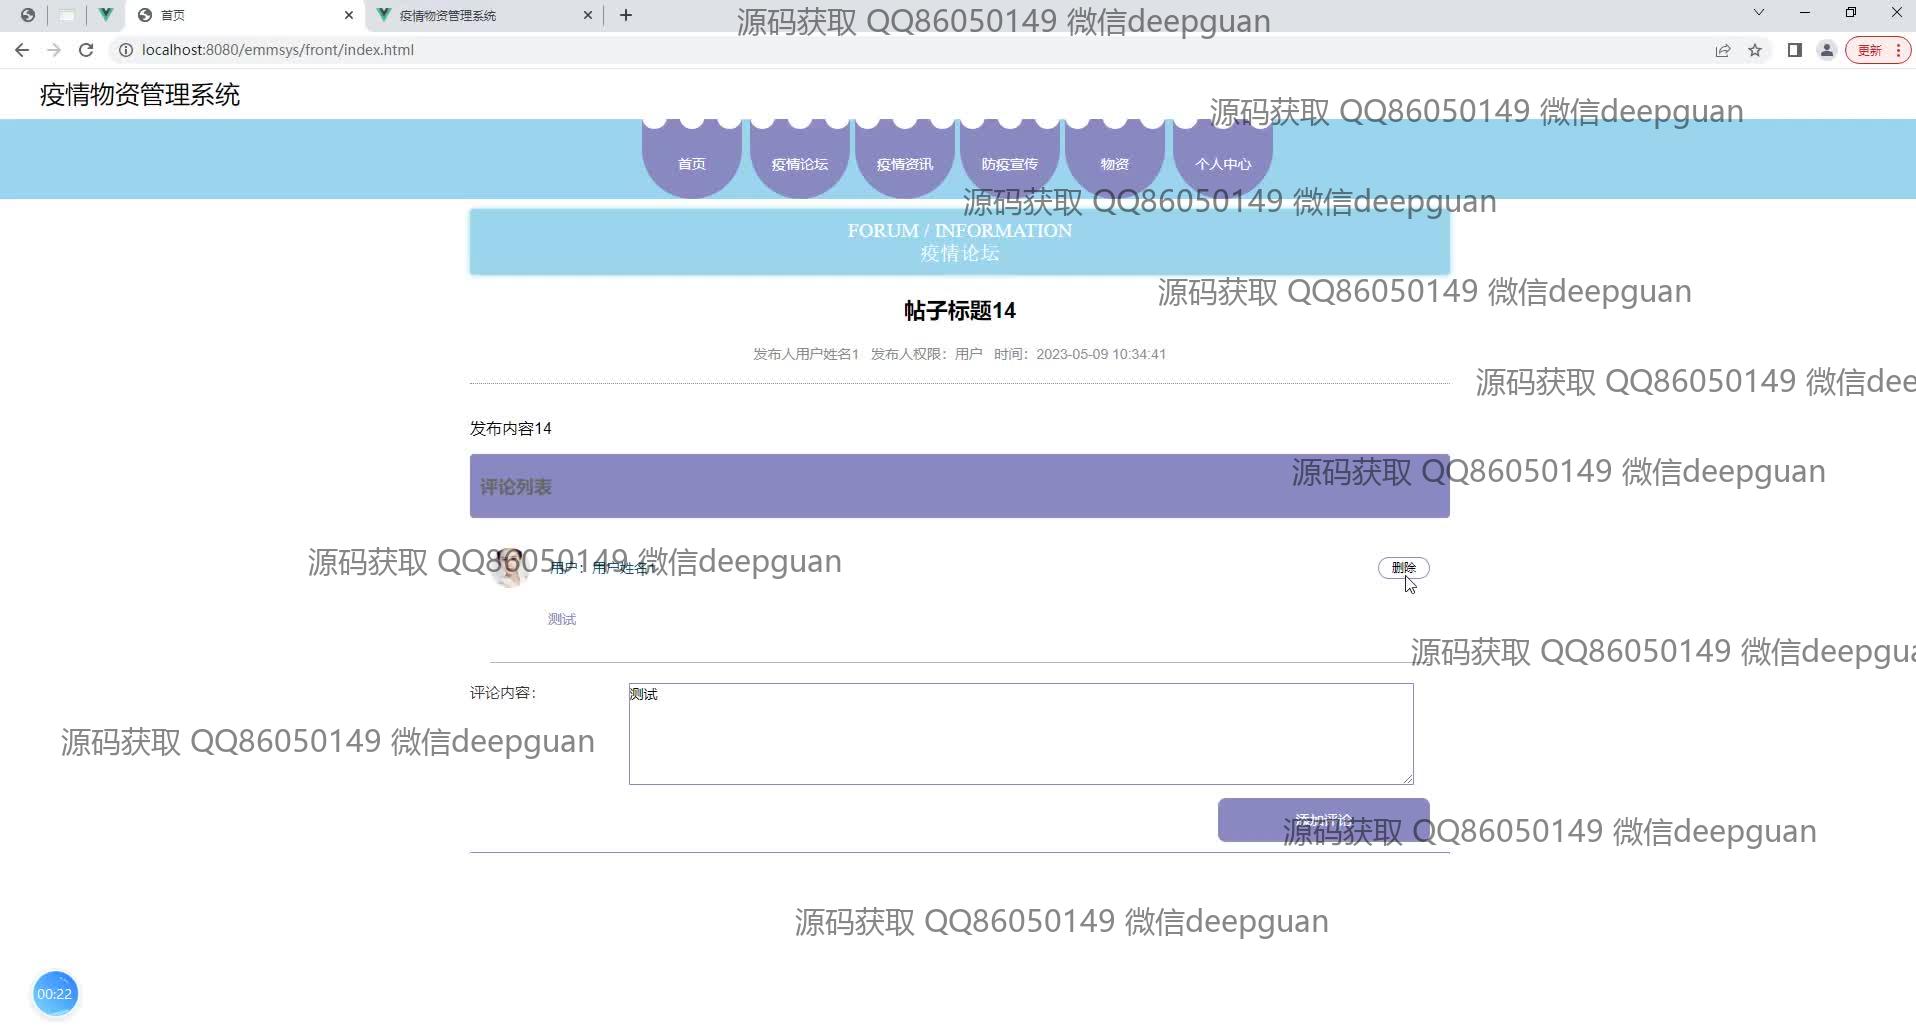 首页
疫情物资管理系统
源码获取 QQ86050149 微信deepguan
localhost:8080/emmsys/front/index.html
更新
疫情物资管理系统
源码获取 QQ86050149 微信deepguan
首页
疫情论坛
疫情资讯
防疫宣传
物资
个人中心
源码获取 QQ86050149 微信deepguan
FORUM / INFORMATION
疫情论坛
源码获取 QQ86050149 微信deepguan
帖子标题14
发布人用户姓名1 发布人权限：用户 时间：2023-05-09 10:34:41
源码获取 QQ86050149 微信dee
发布内容14
评论列表
源码获取 QQ86050149 微信deepguan
源码获取 QQ86050149 微信deepguan
用户：用户姓名1
删除
测试
源码获取 QQ86050149 微信deepgua
评论内容：
测试
源码获取 QQ86050149 微信deepguan
添加评论
源码获取 QQ86050149 微信deepguan
源码获取 QQ86050149 微信deepguan
00:22